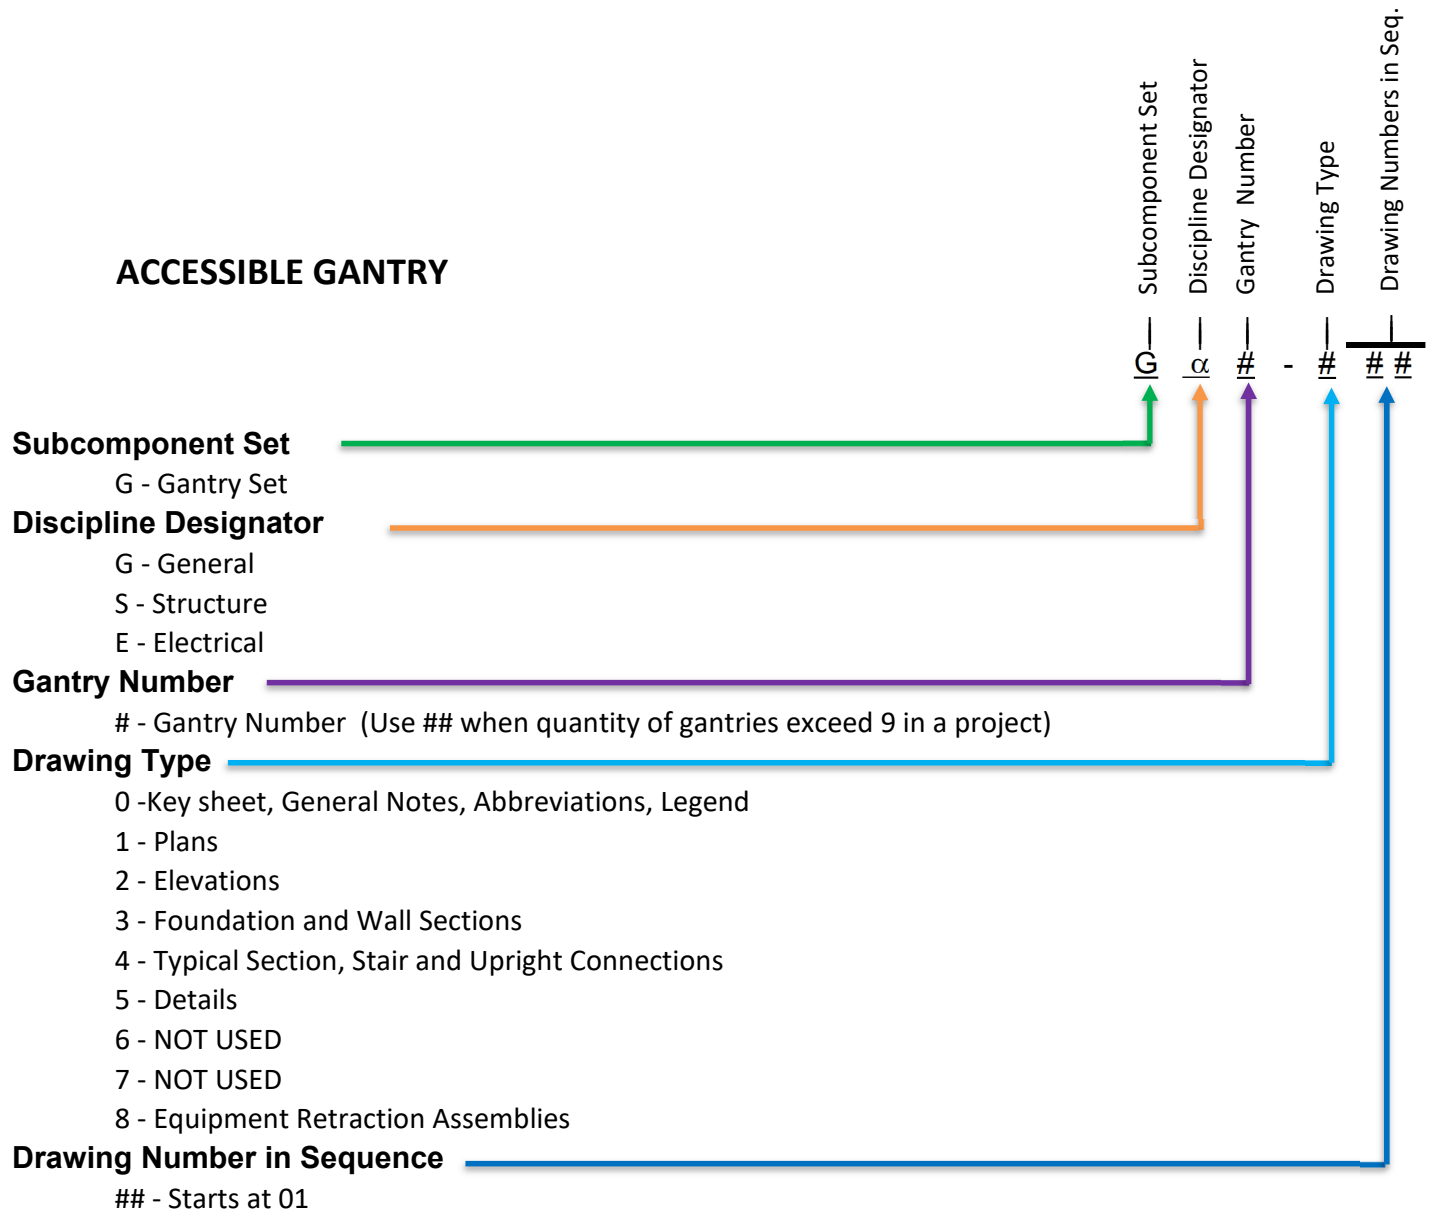 Subcomponent Set
Discipline Designator
Gantry Number
Drawing Type
Drawing Numbers in Seq.
ACCESSIBLE GANTRY
G α # - # # #
Subcomponent Set
G - Gantry Set
Discipline Designator
G - General
S - Structure
E - Electrical
Gantry Number
# - Gantry Number (Use ## when quantity of gantries exceed 9 in a project)
Drawing Type
0 -Key sheet, General Notes, Abbreviations, Legend
1 - Plans
2 - Elevations
3 - Foundation and Wall Sections
4 - Typical Section, Stair and Upright Connections
5 - Details
6 - NOT USED
7 - NOT USED
8 - Equipment Retraction Assemblies
Drawing Number in Sequence
## - Starts at 01